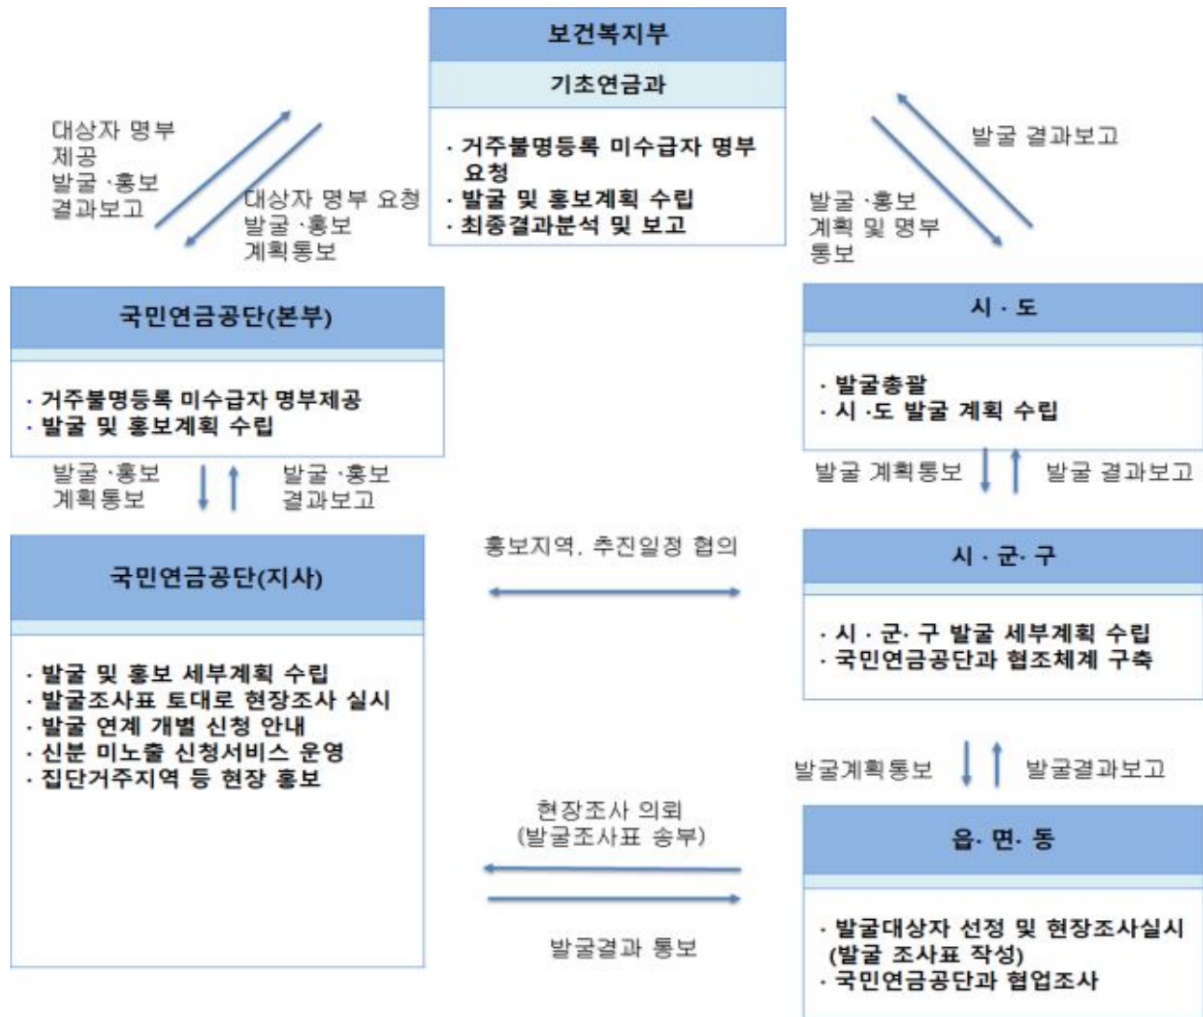 보건복지부
기초연금과
· 거주불명등록 미수급자 명부
요청
· 발굴 및 홍보계획 수립
· 최종결과분석 및 보고
대상자 명부
제공
발굴 ·홍보
결과보고
대상자 명부 요청
발굴 ·홍보
계획통보
발굴 결과보고
발굴 ·홍보
계획 및 명부
통보
국민연금공단(본부)
· 거주불명등록 미수급자 명부제공
· 발굴 및 홍보계획 수립
시 · 도
· 발굴총괄
· 시 ·도 발굴 계획 수립
발굴 ·홍보
계획통보
발굴 ·홍보
결과보고
발굴 계획통보
발굴 결과보고
국민연금공단(지사)
· 발굴 및 홍보 세부계획 수립
· 발굴조사표 토대로 현장조사 실시
· 발굴 연계 개별 신청 안내
· 신분 미노출 신청서비스 운영
· 집단거주지역 등 현장 홍보
홍보지역, 추진일정 협의
시 · 군· 구
· 시 · 군· 구 발굴 세부계획 수립
· 국민연금공단과 협조체계 구축
발굴계획통보
발굴결과보고
현장조사 의뢰
(발굴조사표 송부)
발굴결과 통보
읍· 면· 동
· 발굴대상자 선정 및 현장조사실시
(발굴 조사표 작성)
· 국민연금공단과 협업조사